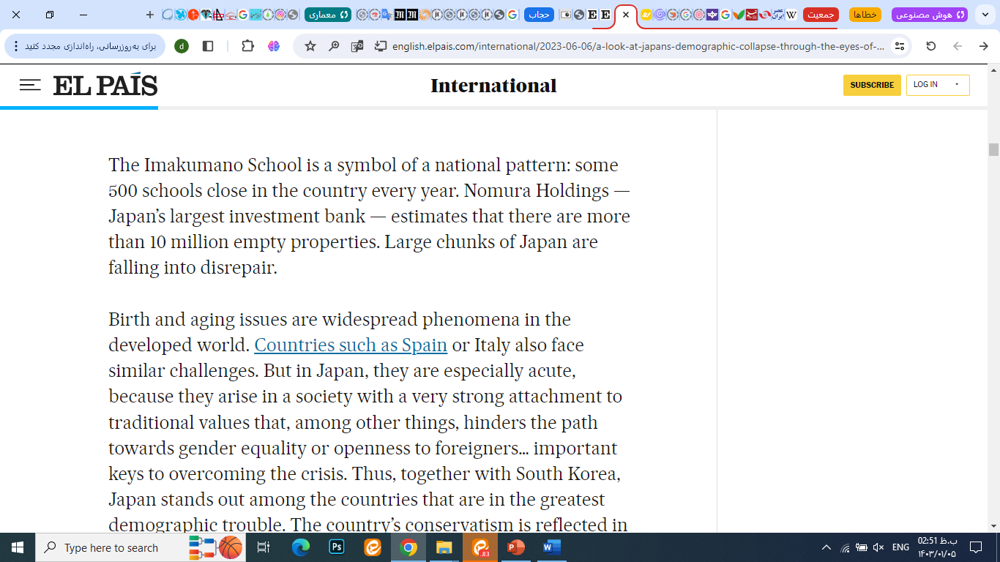 معماری
حجاب
جمعیت
خطاها
هوش مصنوعی
برای به‌روزرسانی، راه‌اندازی مجدد کنید
d
english.elpais.com/international/2023-06-06/a-look-at-japans-demographic-collapse-through-the-eyes-of-...
EL PAÍS
International
SUBSCRIBE
LOG IN
The Imakumano School is a symbol of a national pattern: some
500 schools close in the country every year. Nomura Holdings —
Japan’s largest investment bank — estimates that there are more
than 10 million empty properties. Large chunks of Japan are
falling into disrepair.
Birth and aging issues are widespread phenomena in the
developed world. Countries such as Spain or Italy also face
similar challenges. But in Japan, they are especially acute,
because they arise in a society with a very strong attachment to
traditional values that, among other things, hinders the path
towards gender equality or openness to foreigners... important
keys to overcoming the crisis. Thus, together with South Korea,
Japan stands out among the countries that are in the greatest
demographic trouble. The country’s conservatism is reflected in
Type here to search
Ps
.83
ENG
02:51 ب.ظ
۱۴۰۳/۰۱/۰۵